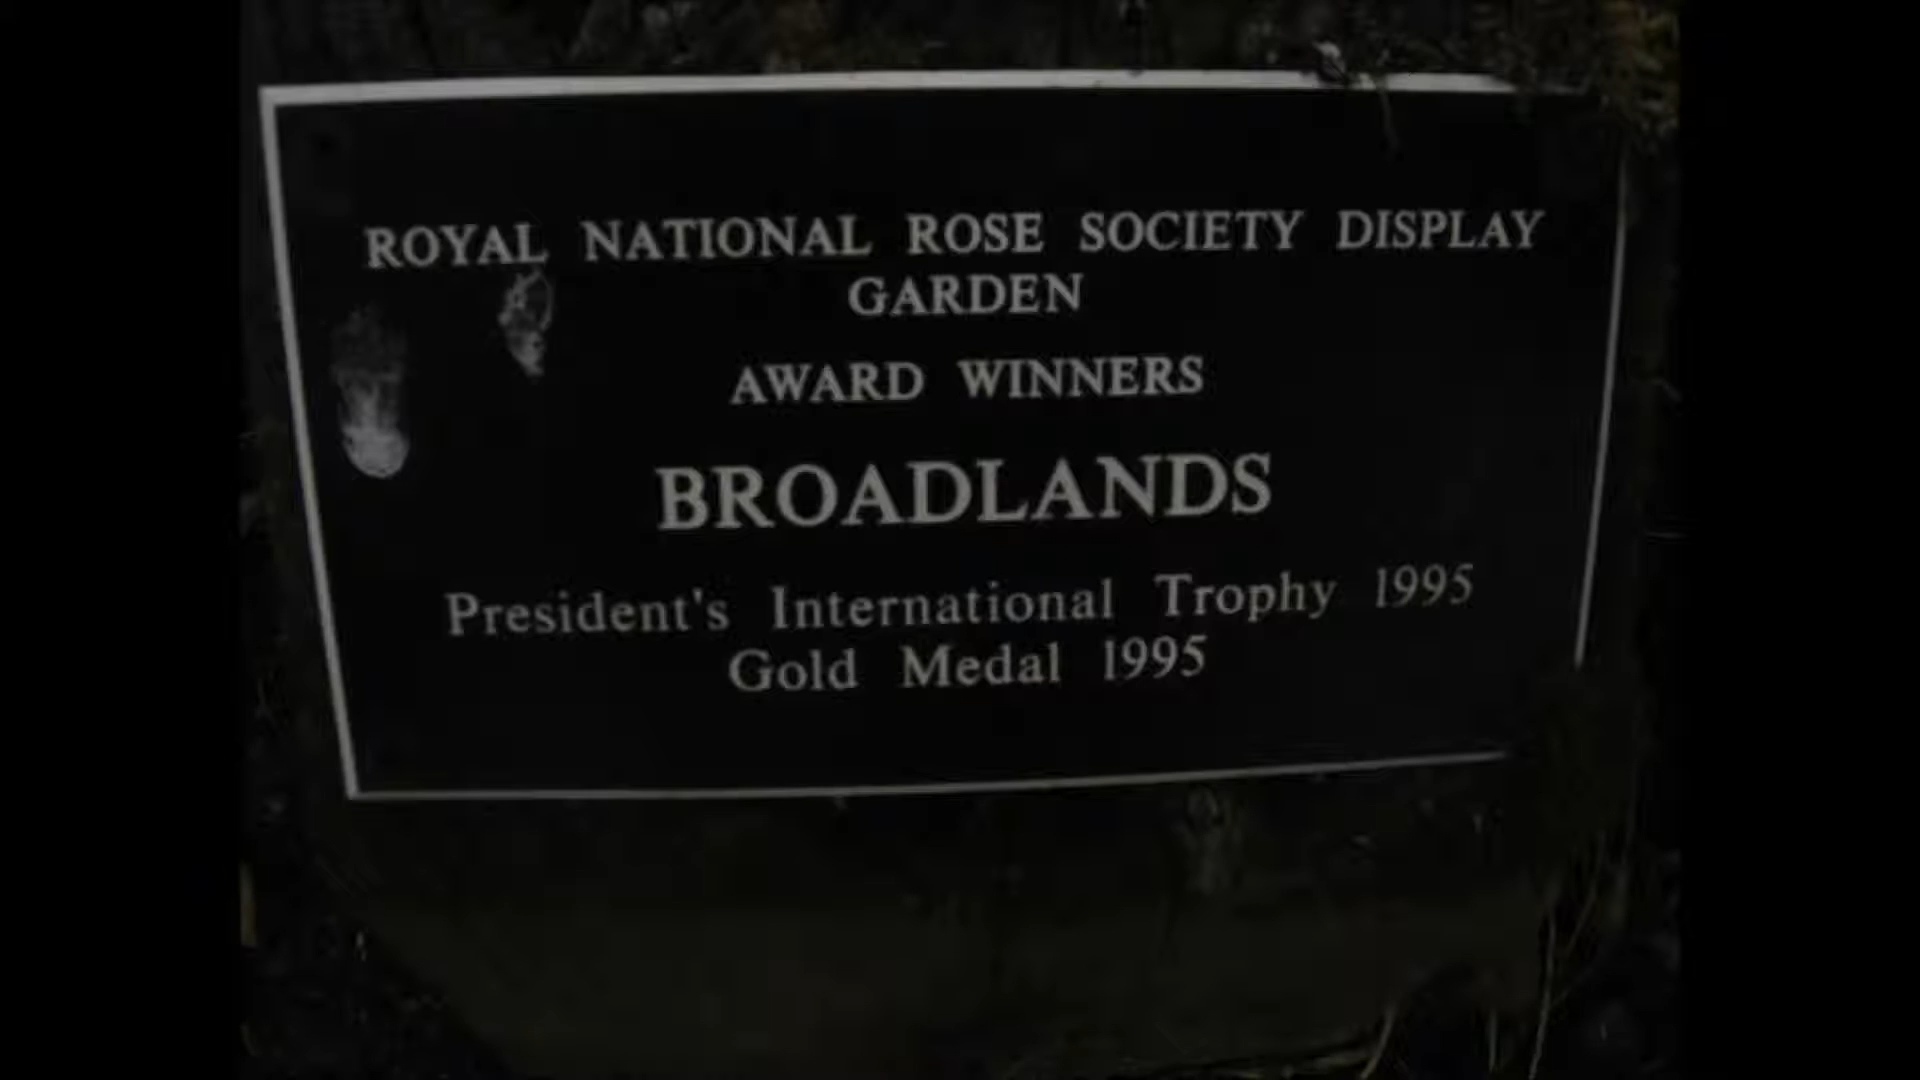 ROYAL NATIONAL ROSE SOCIETY DISPLAY
GARDEN
AWARD WINNERS
BROADLANDS
President's International Trophy 1995
Gold Medal 1995